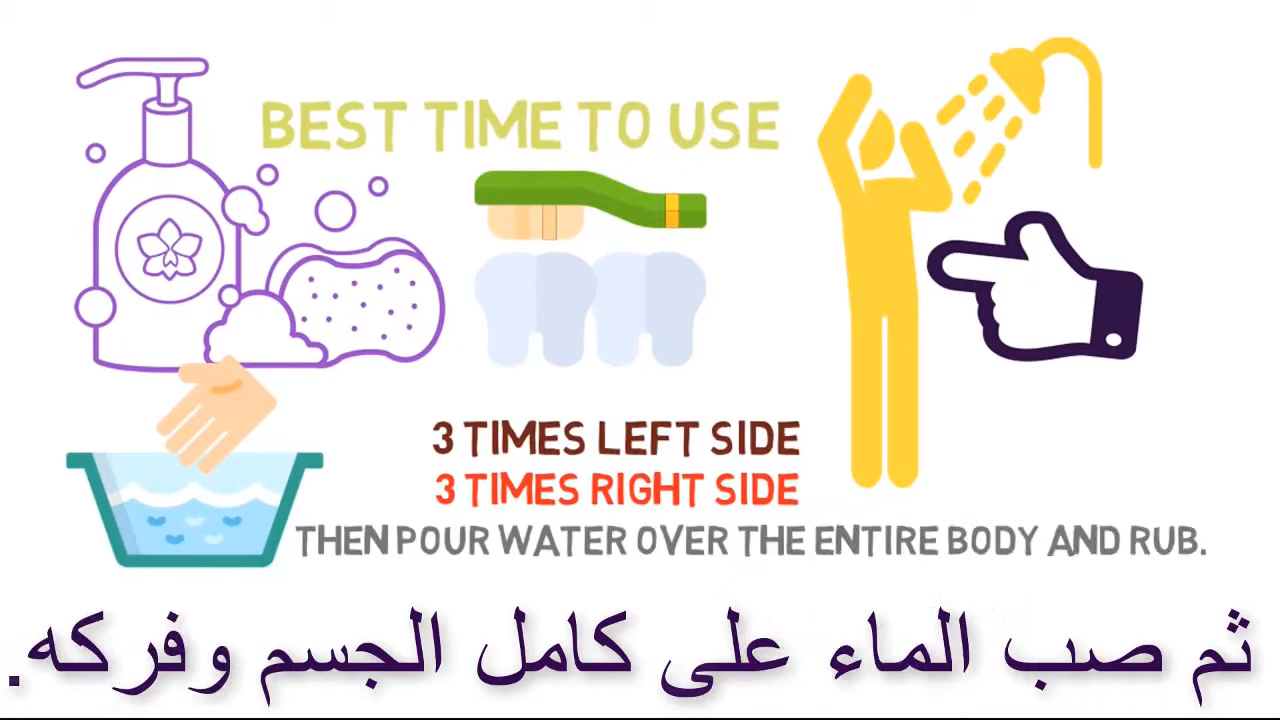 BEST TIME TO USE
3 TIMES LEFT SIDE
3 TIMES RIGHT SIDE
THEN POUR WATER OVER THE ENTIRE BODY AND RUB.
ثم صب الماء على كامل الجسم وفركه.